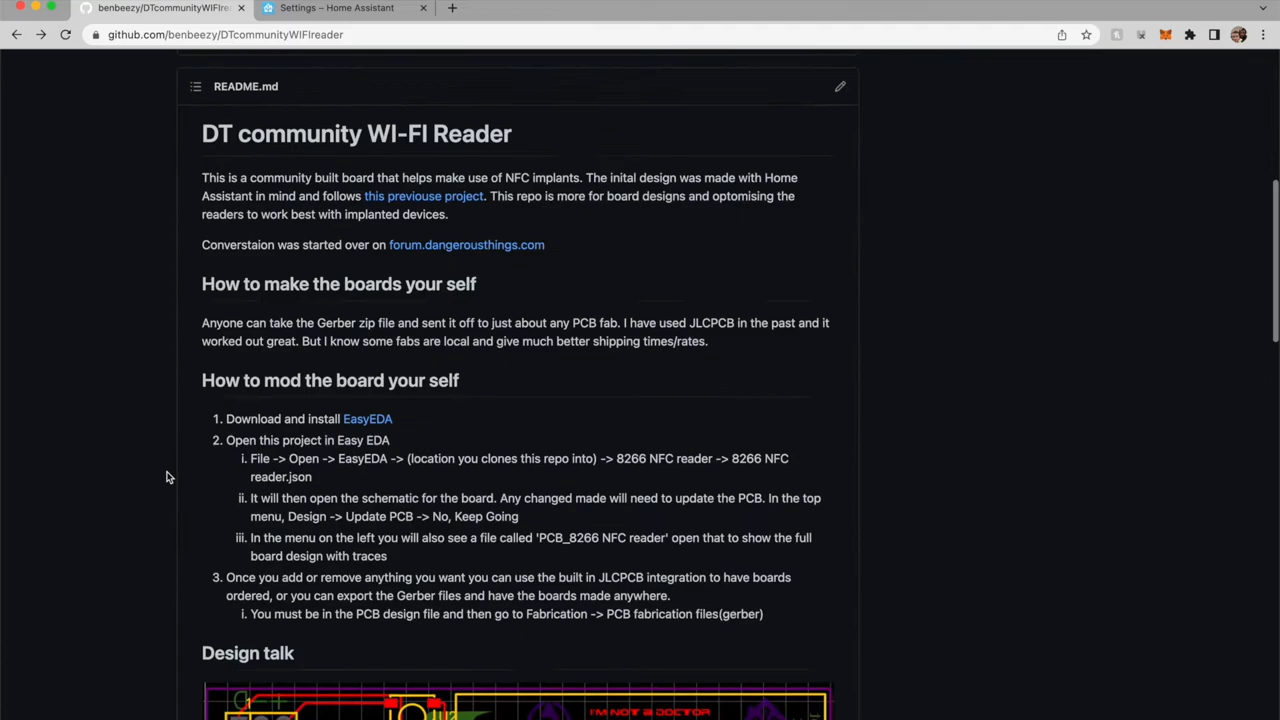 benbeezy/DTcommunityWIFIre
Settings – Home Assistant
github.com/benbeezy/DTcommunityWIFIreader
README.md
DT community WI-FI Reader
This is a community built board that helps make use of NFC implants. The inital design was made with Home
Assistant in mind and follows this previouse project. This repo is more for board designs and optomising the
readers to work best with implanted devices.
Converstaion was started over on forum.dangerousthings.com
How to make the boards your self
Anyone can take the Gerber zip file and sent it off to just about any PCB fab. I have used JLCPCB in the past and it
worked out great. But I know some fabs are local and give much better shipping times/rates.
How to mod the board your self
1. Download and install EasyEDA
2. Open this project in Easy EDA
i. File -> Open -> EasyEDA -> (location you clones this repo into) -> 8266 NFC reader -> 8266 NFC
reader.json
ii. It will then open the schematic for the board. Any changed made will need to update the PCB. In the top
menu, Design -> Update PCB -> No, Keep Going
iii. In the menu on the left you will also see a file called 'PCB_8266 NFC reader' open that to show the full
board design with traces
3. Once you add or remove anything you want you can use the built in JLCPCB integration to have boards
ordered, or you can export the Gerber files and have the boards made anywhere.
i. You must be in the PCB design file and then go to Fabrication -> PCB fabrication files(gerber)
Design talk
I'M NOT A DOCTOR